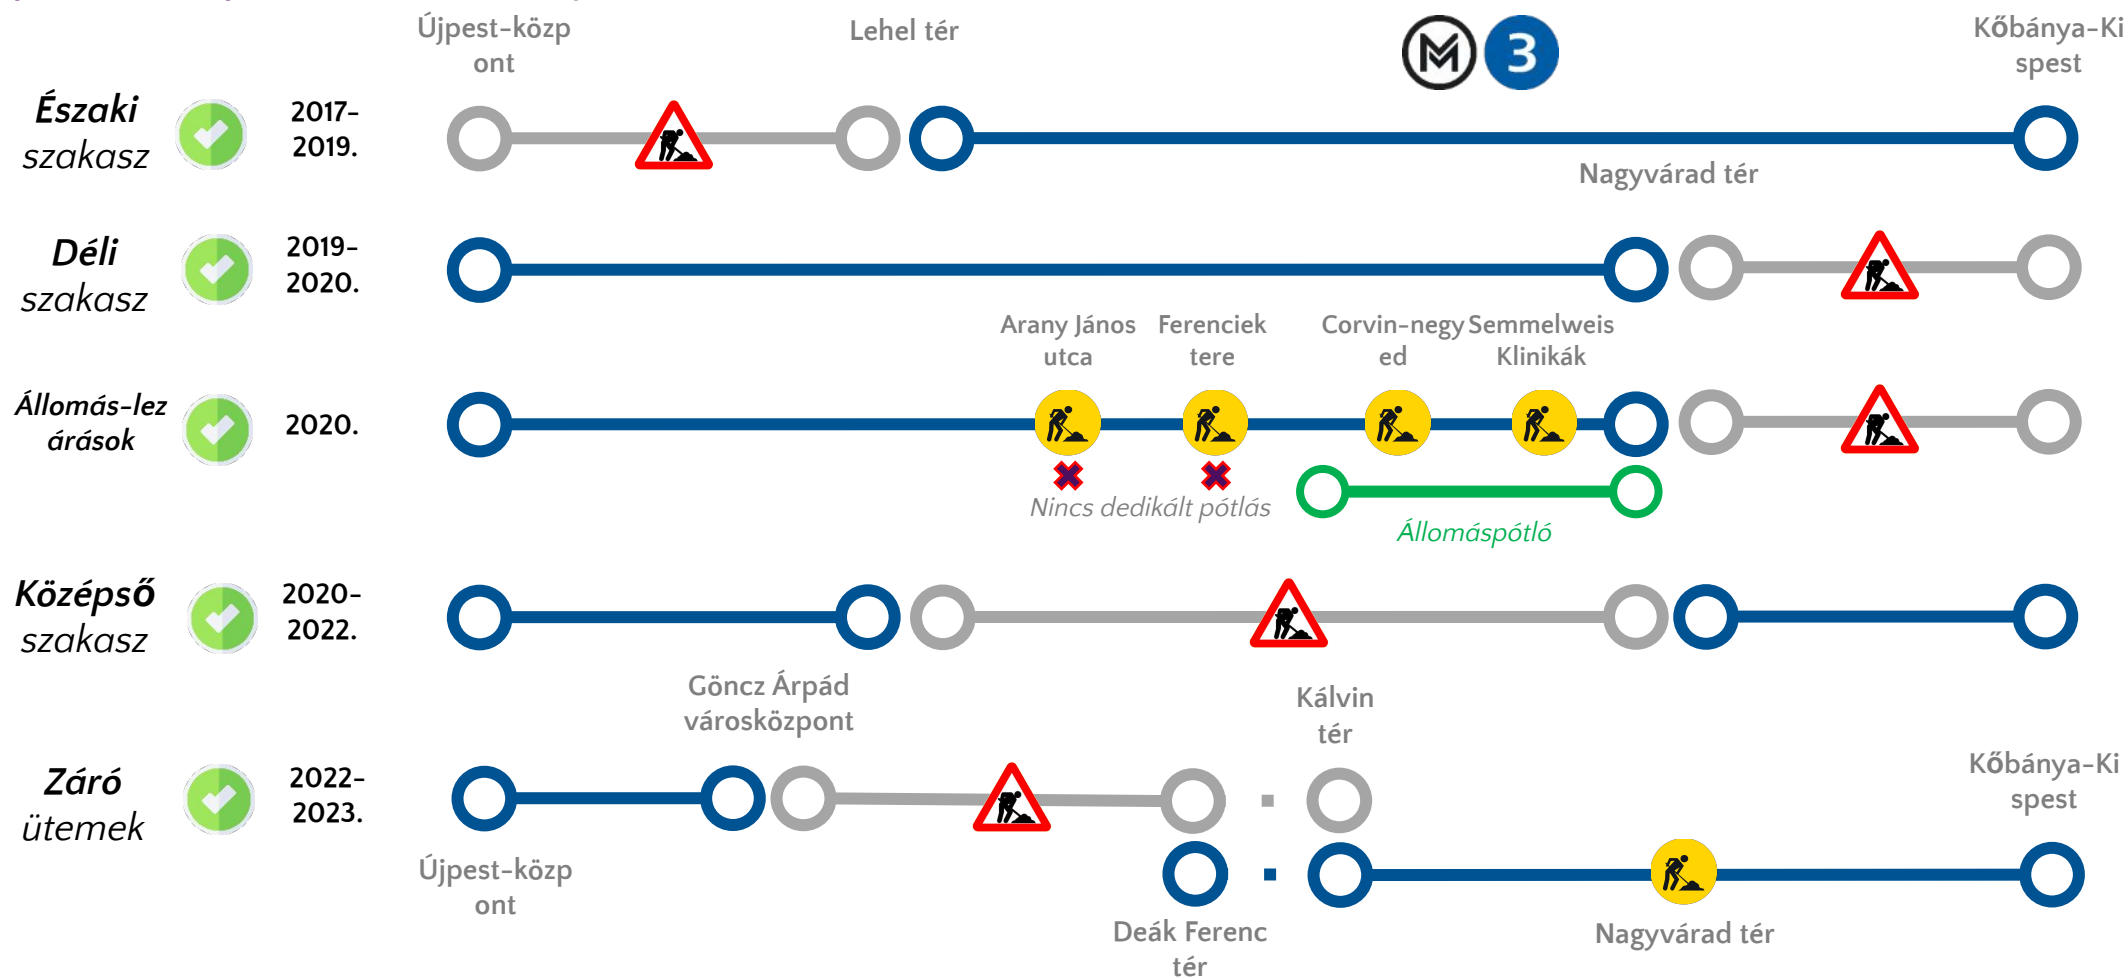 Újpest-közp
ont
Lehel tér
M 3
Kőbánya-Ki
spest
Északi
szakasz
2017-
2019.
Nagyvárad tér
Déli
szakasz
2019-
2020.
Arany János
utca
Ferenciek
tere
Corvin-negy
ed
Semmelweis
Klinikák
Állomás-lez
árások
2020.
Nincs dedikált pótlás
Állomáspótló
Középső
szakasz
2020-
2022.
Göncz Árpád
városközpont
Kálvin
tér
Záró
ütemek
2022-
2023.
Kőbánya-Ki
spest
Újpest-közp
ont
Deák Ferenc
tér
Nagyvárad tér